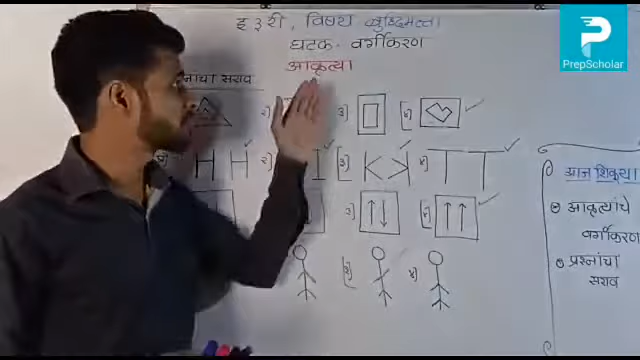 इ ३ री, विषय बुध्दिमत्ता
घटक - वर्गीकरण
आकृत्या
सराव
P
PrepScholar
H H
K K
T T
आज शिकूया
आकृत्यांचे
वर्गीकरण
प्रश्नांचा
सराव